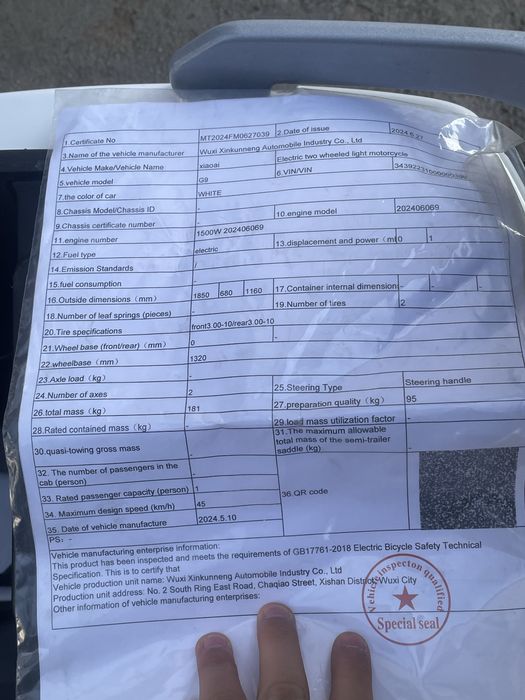 1.Certificate No MT2024FM0627039 2.Date of issue 2024.6.27
3.Name of the vehicle manufacturer Wuxi Xinkunneng Automobile Industry Co., Ltd
4.Vehicle Make/Vehicle Name xiaoai Electric two wheeled light motorcycle
5.vehicle model G9 6.VIN/VIN
7.the color of car WHITE
8.Chassis Model/Chassis ID -
9.Chassis certificate number - 10.engine model 202406069
11.engine number 1500W 202406069
12.Fuel type electric 13.displacement and power (ml0 1
14.Emission Standards /
15.fuel consumption -
16.Outside dimensions (mm) 1850 680 1160 17.Container internal dimension - - -
18.Number of leaf springs (pieces) - 19.Number of tires 2
20.Tire specifications front3.00-10/rear3.00-10
21.Wheel base (front/rear) (mm) 0 -
22.wheelbase (mm) 1320
23.Axle load (kg) -
24.Number of axes 2 25.Steering Type Steering handle
26.total mass (kg) 181 27.preparation quality (kg) 95
28.Rated contained mass (kg) - 29.load mass utilization factor -
30.quasi-towing gross mass - 31.The maximum allowable
total mass of the semi-trailer
saddle (kg) -
32. The number of passengers in the
cab (person) -
33. Rated passenger capacity (person) 1 36.QR code
34. Maximum design speed (km/h) 45
35. Date of vehicle manufacture 2024.5.10
PS: -
Vehicle manufacturing enterprise information:
This product has been inspected and meets the requirements of GB17761-2018 Electric Bicycle Safety Technical
Specification. This is to certify that
Vehicle production unit name: Wuxi Xinkunneng Automobile Industry Co., Ltd
Production unit address: No. 2 South Ring East Road, Chaqiao Street, Xishan District, Wuxi City
Other information of vehicle manufacturing enterprises:
Vehicle inspecton qualified
Special seal